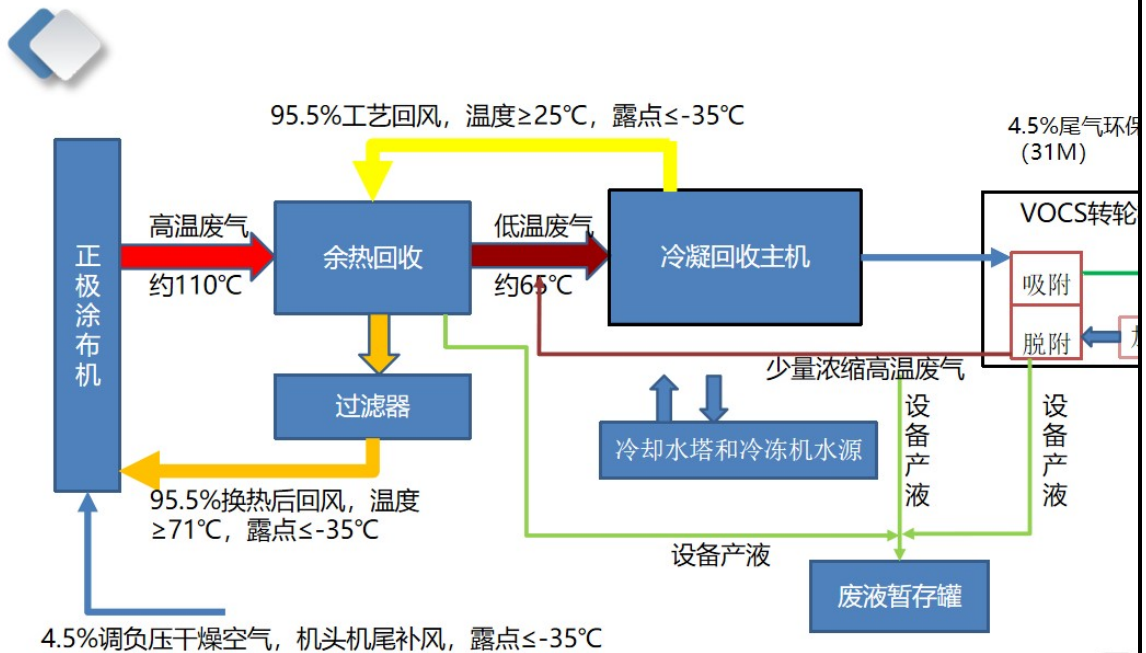 95.5%工艺回风，温度≥25℃，露点≤-35℃
4.5%尾气环保
（31M）
VOCS转轮
高温废气
约110℃
余热回收
低温废气
约65℃
冷凝回收主机
吸附
脱附
正极涂布机
过滤器
少量浓缩高温废气
冷却水塔和冷冻机水源
设备产液
设备产液
95.5%换热后回风，温度
≥71℃，露点≤-35℃
设备产液
废液暂存罐
4.5%调负压干燥空气，机头机尾补风，露点≤-35℃